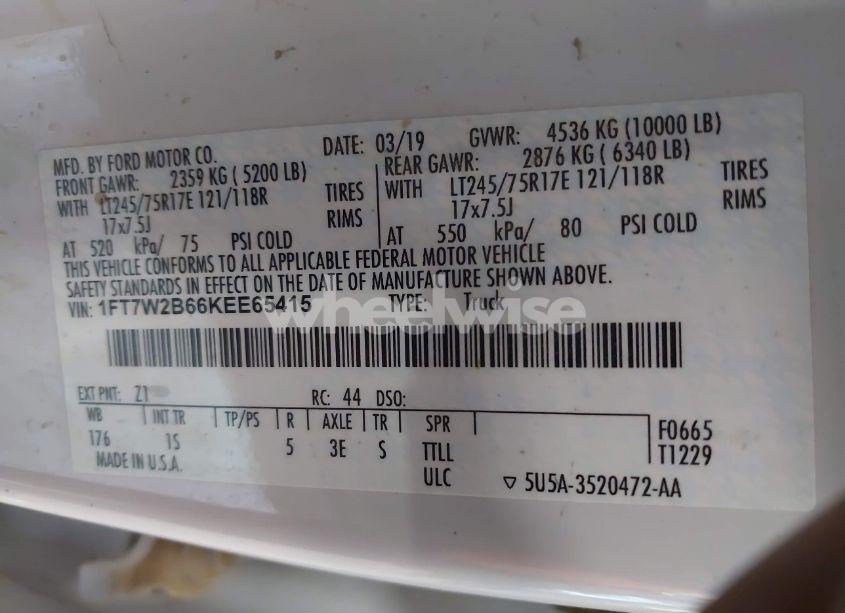 MFD. BY FORD MOTOR CO.
DATE: 03/19 GVWR: 4536 KG (10000 LB)
FRONT GAWR: 2359 KG ( 5200 LB)
WITH LT245/75R17E 121/118R TIRES
17x7.5J RIMS
AT 520 kPa/ 75 PSI COLD
REAR GAWR: 2876 KG ( 6340 LB)
WITH LT245/75R17E 121/118R TIRES
17x7.5J RIMS
AT 550 kPa/ 80 PSI COLD
THIS VEHICLE CONFORMS TO ALL APPLICABLE FEDERAL MOTOR VEHICLE
SAFETY STANDARDS IN EFFECT ON THE DATE OF MANUFACTURE SHOWN ABOVE.
VIN: 1FT7W2B66KEE65415 TYPE: Truck
wheelwise
EXT PNT: Z1 RC: 44 DSO:
WB INT TR TP/PS R AXLE TR SPR
176 1S 5 3E S TTLL
ULC
F0665
T1229
MADE IN U.S.A.
5U5A-3520472-AA